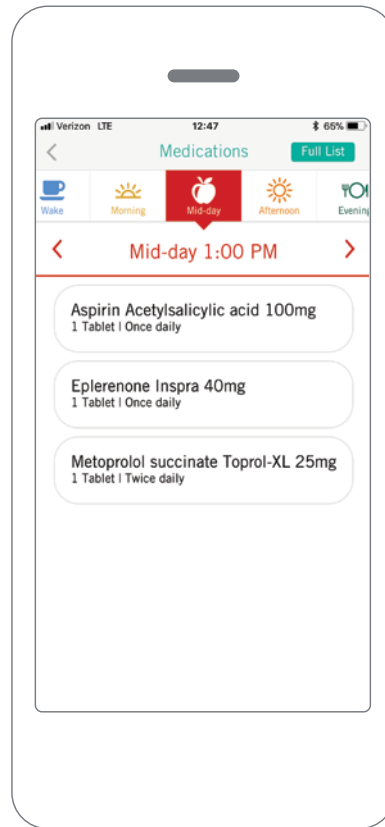 Verizon LTE 12:47 65%
Medications Full List
Wake Morning Mid-day Afternoon Evening
Mid-day 1:00 PM
Aspirin Acetylsalicylic acid 100mg
1 Tablet | Once daily
Eplerenone Inspra 40mg
1 Tablet | Once daily
Metoprolol succinate Toprol-XL 25mg
1 Tablet | Twice daily